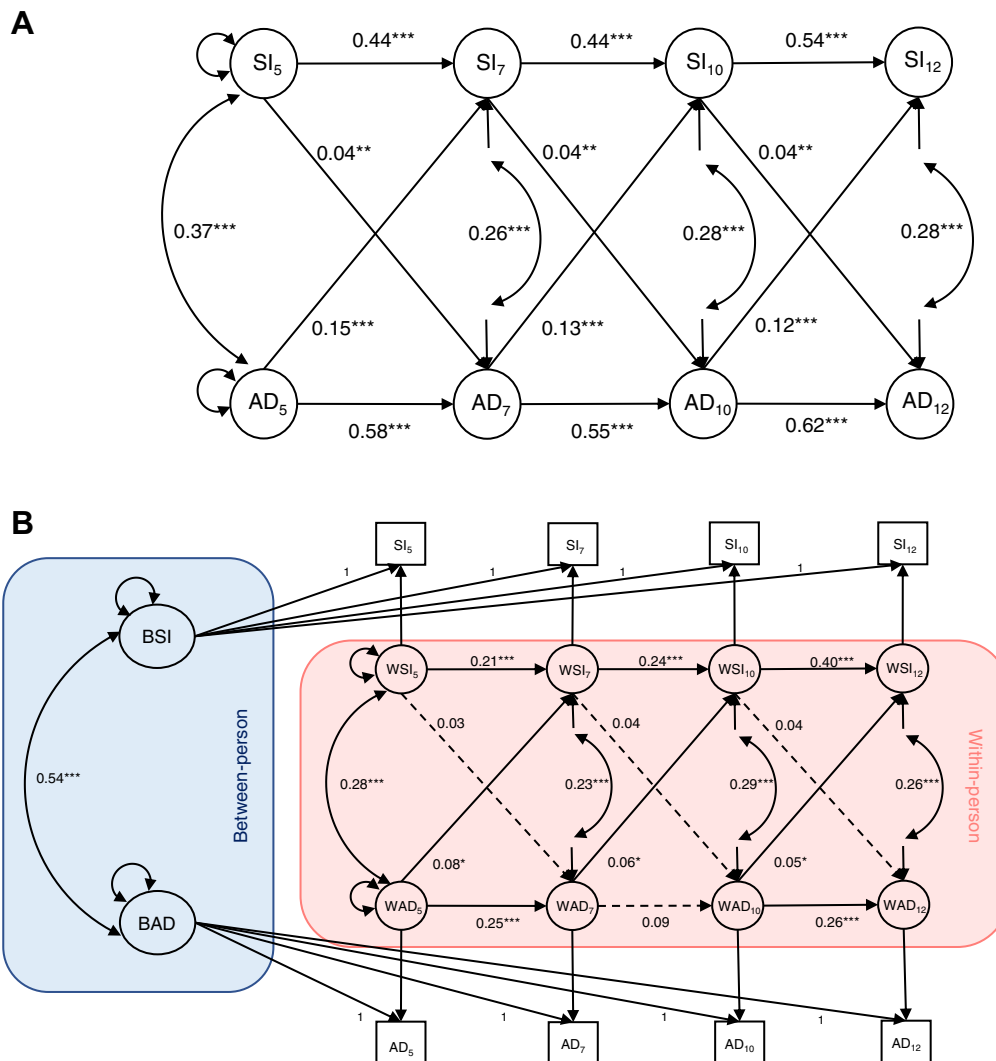 A
SI5 0.44*** SI7 0.44*** SI10 0.54*** SI12
0.04** 0.04** 0.04**
0.37*** 0.26*** 0.28*** 0.28***
0.15*** 0.13*** 0.12***
AD5 AD7 AD10 AD12
0.58*** 0.55*** 0.62***
B
SI5 SI7 SI10 SI12
1 1 1 1
BSI
WSI5 0.21*** WSI7 0.24*** WSI10 0.40*** WSI12
0.03 0.04 0.04
Between-person
Within-person
0.54*** 0.28*** 0.23*** 0.29*** 0.26***
0.08* 0.06* 0.05*
BAD
WAD5 0.25*** WAD7 0.09 WAD10 0.26*** WAD12
1 1 1 1
AD5 AD7 AD10 AD12